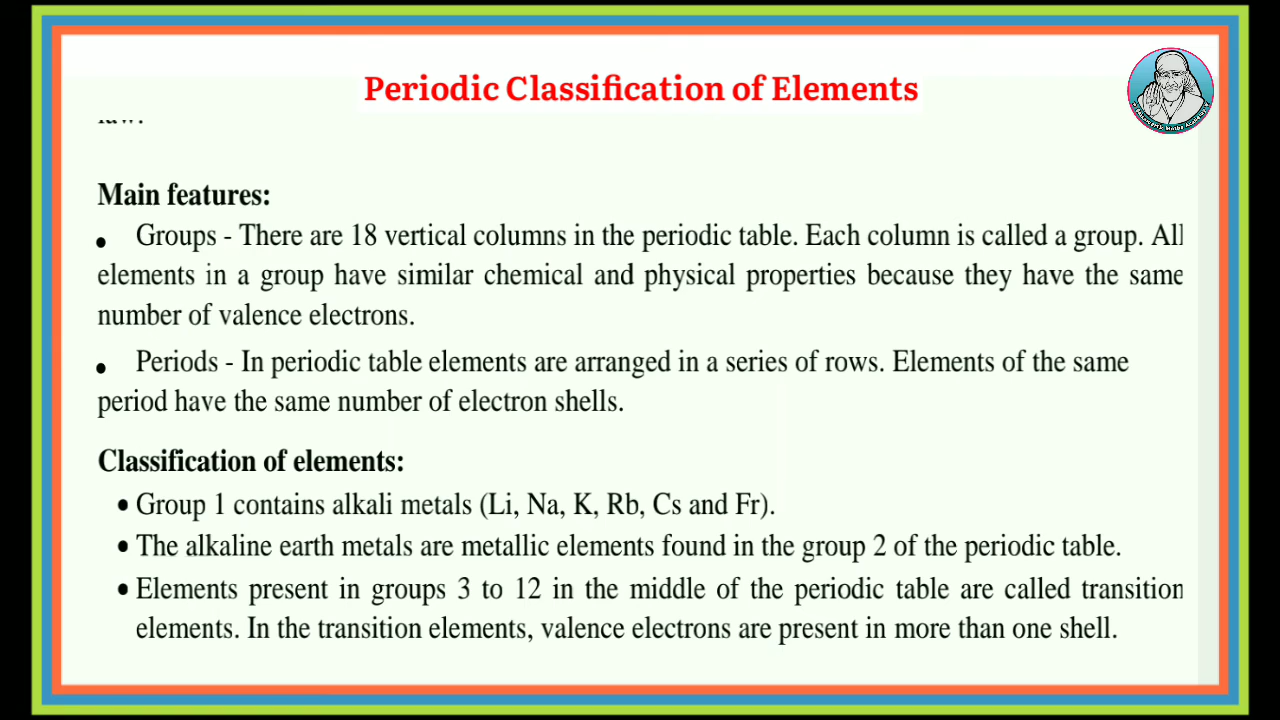 Periodic Classification of Elements
law.
Main features:
• Groups - There are 18 vertical columns in the periodic table. Each column is called a group. All
elements in a group have similar chemical and physical properties because they have the same
number of valence electrons.
• Periods - In periodic table elements are arranged in a series of rows. Elements of the same
period have the same number of electron shells.
Classification of elements:
• Group 1 contains alkali metals (Li, Na, K, Rb, Cs and Fr).
• The alkaline earth metals are metallic elements found in the group 2 of the periodic table.
• Elements present in groups 3 to 12 in the middle of the periodic table are called transition
elements. In the transition elements, valence electrons are present in more than one shell.